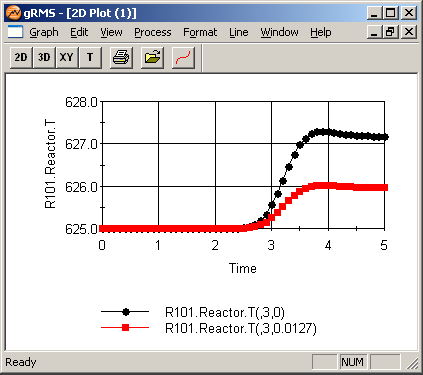 gRMS - [2D Plot (1)]
Graph Edit View Process Format Line Window Help
2D 3D XY T
628.0
627.0
626.0
625.0
R101.Reactor.T
0 1 2 3 4 5
Time
R101.Reactor.T(,3,0)
R101.Reactor.T(,3,0.0127)
Ready NUM